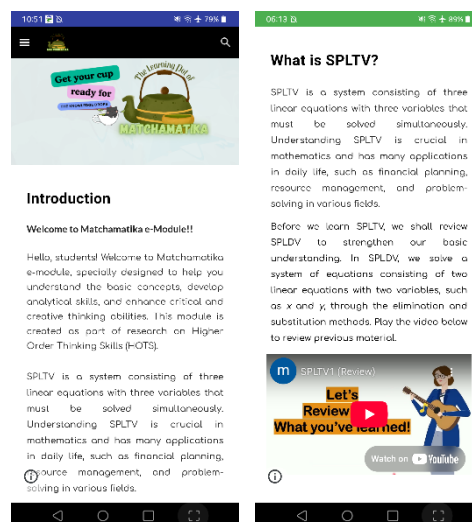 10:51
79%
MATCHAMATIKA
Get your cup
ready for
The Learning Pot of
MATCHAMATIKA
Introduction
Welcome to Matchamatika e-Module!!
Hello, students! Welcome to Matchamatika
e-module, specially designed to help you
understand the basic concepts, develop
analytical skills, and enhance critical and
creative thinking abilities. This module is
created as part of research on Higher
Order Thinking Skills (HOTS).
SPLTV is a system consisting of three
linear equations with three variables that
must be solved simultaneously.
Understanding SPLTV is crucial in
mathematics and has many applications
in daily life, such as financial planning,
resource management, and problem-
solving in various fields.
06:13
89%
What is SPLTV?
SPLTV is a system consisting of three
linear equations with three variables that
must be solved simultaneously.
Understanding SPLTV is crucial in
mathematics and has many applications
in daily life, such as financial planning,
resource management, and problem-
solving in various fields.
Before we learn SPLTV, we shall review
SPLDV to strengthen our basic
understanding. In SPLDV, we solve a
system of equations consisting of two
linear equations with two variables, such
as x and y, through the elimination and
substitution methods. Play the video below
to review previous material.
m
SPLTV1 (Review)
Let's
Review
What you've learned!
Watch on YouTube